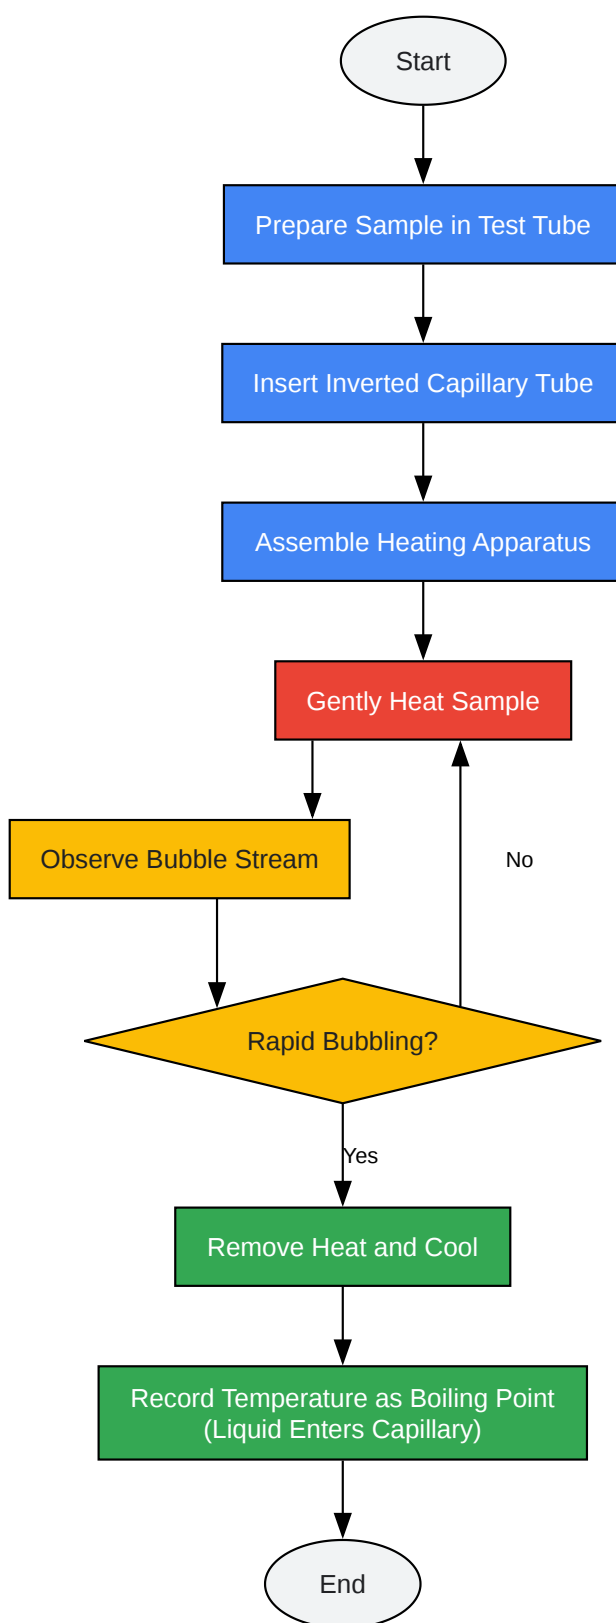 Start
Prepare Sample in Test Tube
Insert Inverted Capillary Tube
Assemble Heating Apparatus
Gently Heat Sample
Observe Bubble Stream
No
Rapid Bubbling?
Yes
Remove Heat and Cool
Record Temperature as Boiling Point
(Liquid Enters Capillary)
End